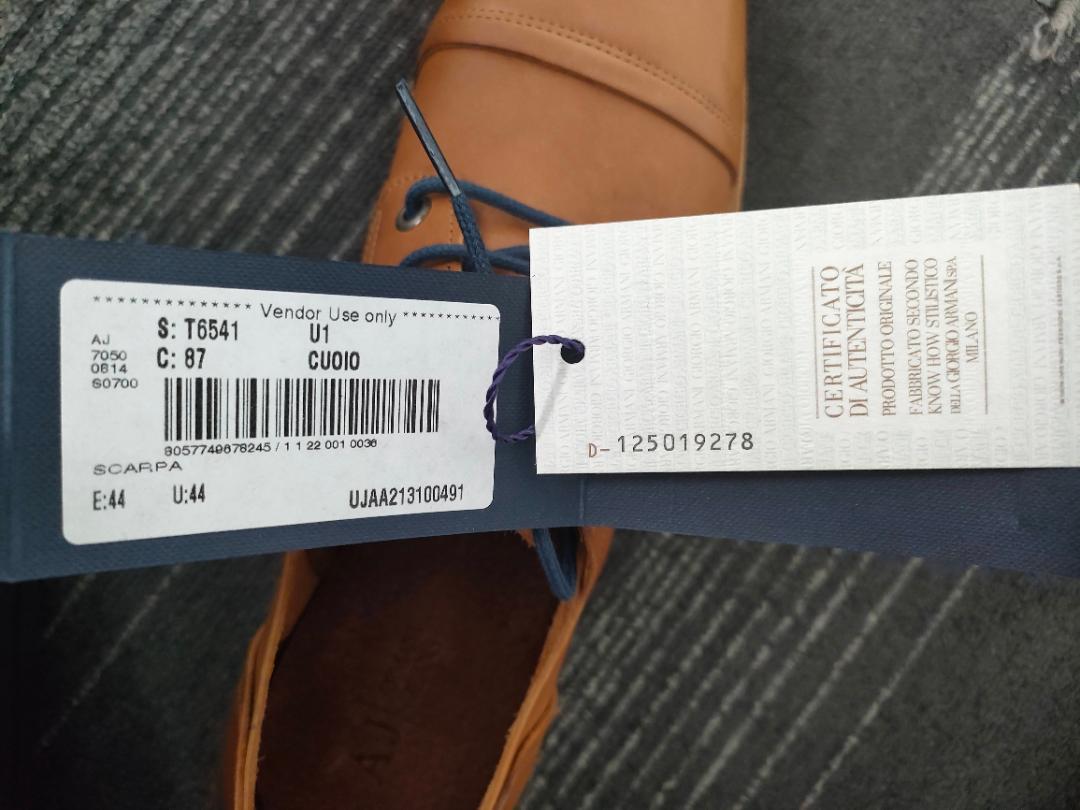 ************** Vendor Use only **************
AJ
7050
0814
S0700
S: T6541 U1
C: 87 CUOIO
8057749678245 / 1 1 22 001 0036
SCARPA
E:44 U:44 UJAA213100491
CERTIFICATO
DI AUTENTICITÀ
PRODOTTO ORIGINALE
FABBRICATO SECONDO
KNOW HOW STILISTICO
DELLA GIORGIO ARMANI SPA
MILANO
D-125019278
AJ